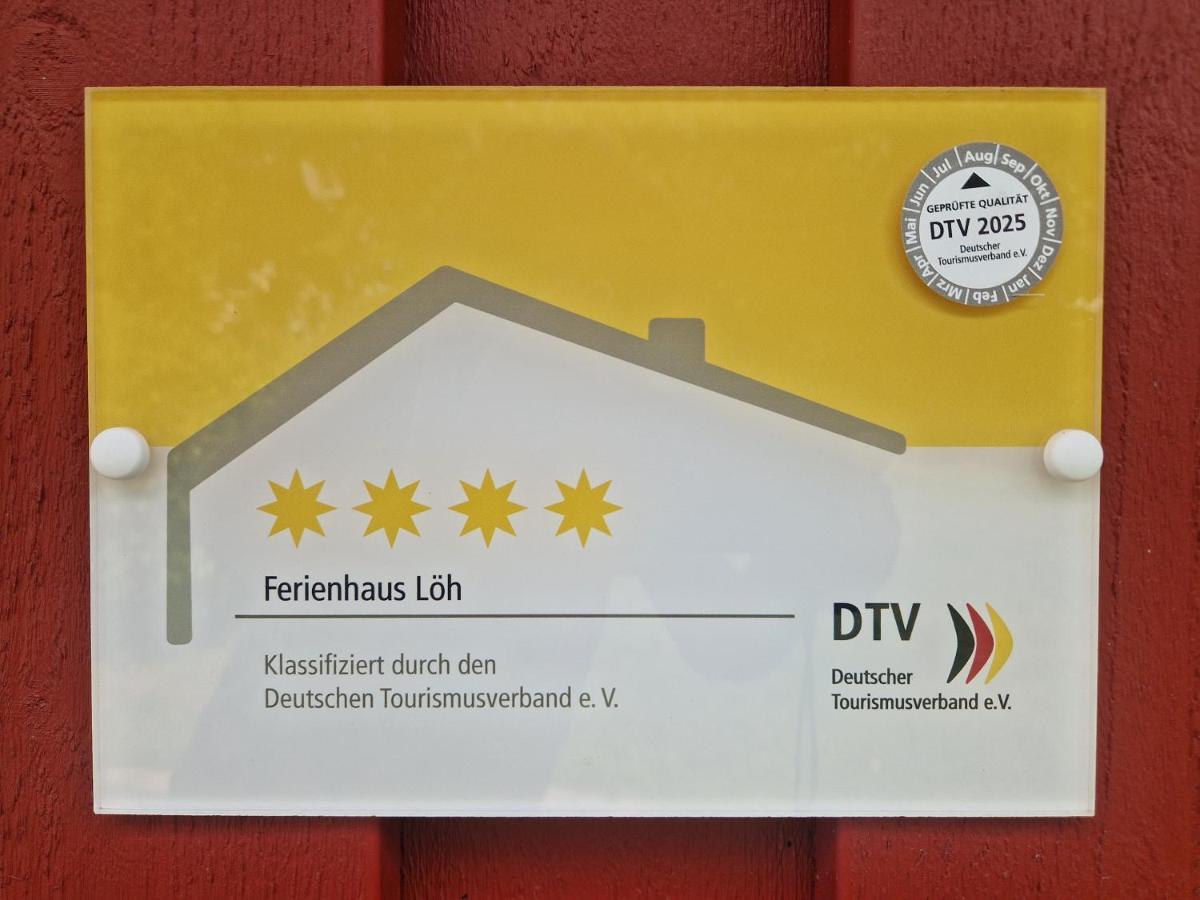 Jan Feb Mrz Apr Mai Jun Jul Aug Sep Okt Nov Dez
GEPRÜFTE QUALITÄT
DTV 2025
Deutscher
Tourismusverband e.V.
Ferienhaus Löh
Klassifiziert durch den
Deutschen Tourismusverband e. V.
DTV
Deutscher
Tourismusverband e.V.